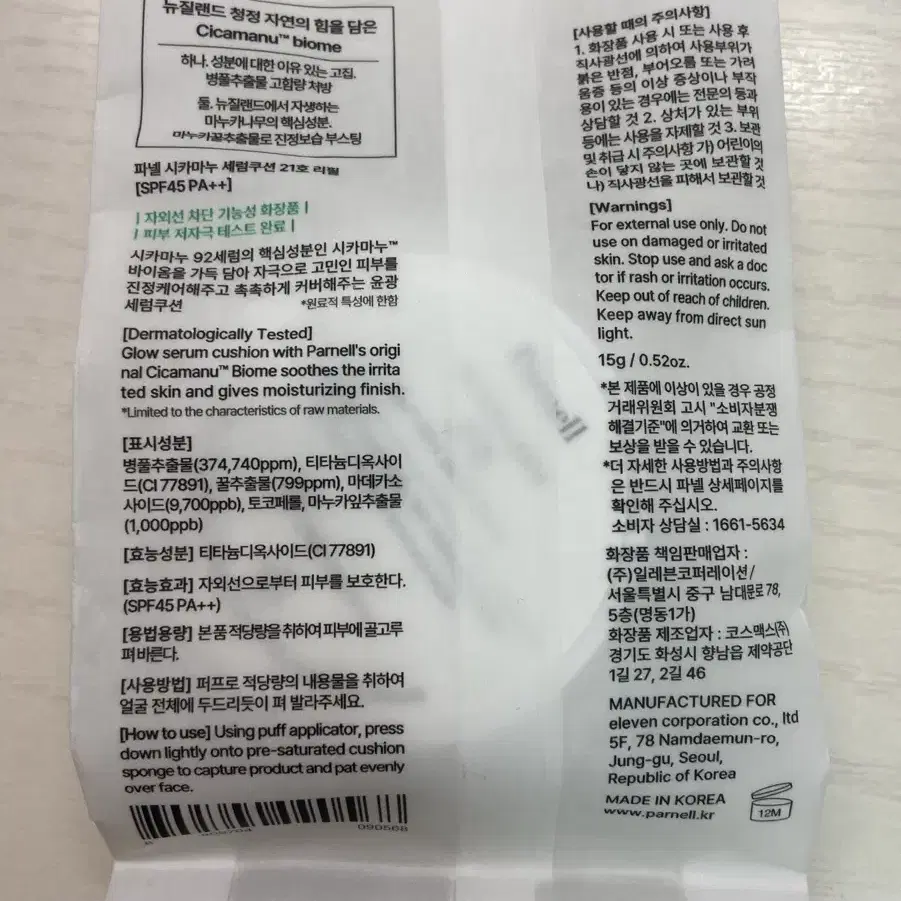 뉴질랜드 청정 자연의 힘을 담은
Cicamanu™ biome
하나. 성분에 대한 이유 있는 고집.
병풀추출물 고함량 처방
둘. 뉴질랜드에서 자생하는
마누카나무의 핵심성분.
마누카꿀추출물로 진정보습 부스팅
파넬 시카마누 세럼쿠션 21호 리필
[SPF45 PA++]
| 자외선 차단 기능성 화장품 |
| 피부 저자극 테스트 완료 |
시카마누 92세럼의 핵심성분인 시카마누™
바이옴을 가득 담아 자극으로 고민인 피부를
진정케어해주고 촉촉하게 커버해주는 윤광
세럼쿠션
*원료적 특성에 한함
[Dermatologically Tested]
Glow serum cushion with Parnell's origi
nal Cicamanu™ Biome soothes the irrita
ted skin and gives moisturizing finish.
*Limited to the characteristics of raw materials.
[표시성분]
병풀추출물(374,740ppm), 티타늄디옥사이
드(CI 77891), 꿀추출물(799ppm), 마데카소
사이드(9,700ppb), 토코페롤, 마누카잎추출물
(1,000ppb)
[효능성분] 티타늄디옥사이드(CI 77891)
[효능효과] 자외선으로부터 피부를 보호한다.
(SPF45 PA++)
[용법용량] 본품 적당량을 취하여 피부에 골고루
펴 바른다.
[사용방법] 퍼프로 적당량의 내용물을 취하여
얼굴 전체에 두드리듯이 펴 발라주세요.
[How to use] Using puff applicator, press
down lightly onto pre-saturated cushion
sponge to capture product and pat evenly
over face.
090568
[사용할 때의 주의사항]
1. 화장품 사용 시 또는 사용 후
직사광선에 의하여 사용부위가
붉은 반점, 부어오름 또는 가려
움증 등의 이상 증상이나 부작
용이 있는 경우에는 전문의 등과
상담할 것 2. 상처가 있는 부위
등에는 사용을 자제할 것 3. 보관
및 취급 시 주의사항 가) 어린이의
손이 닿지 않는 곳에 보관할 것
나) 직사광선을 피해서 보관할 것
[Warnings]
For external use only. Do not
use on damaged or irritated
skin. Stop use and ask a doc
tor if rash or irritation occurs.
Keep out of reach of children.
Keep away from direct sun
light.
15g / 0.52oz.
*본 제품에 이상이 있을 경우 공정
거래위원회 고시 "소비자분쟁
해결기준"에 의거하여 교환 또는
보상을 받을 수 있습니다.
*더 자세한 사용방법과 주의사항
은 반드시 파넬 상세페이지를
확인해 주십시오.
소비자 상담실 : 1661-5634
화장품 책임판매업자 :
(주)일레븐코퍼레이션/
서울특별시 중구 남대문로 78,
5층(명동1가)
화장품 제조업자 : 코스맥스㈜
경기도 화성시 향남읍 제약공단
1길 27, 2길 46
MANUFACTURED FOR
eleven corporation co., ltd
5F, 78 Namdaemun-ro,
Jung-gu, Seoul,
Republic of Korea
MADE IN KOREA
www.parnell.kr
12M